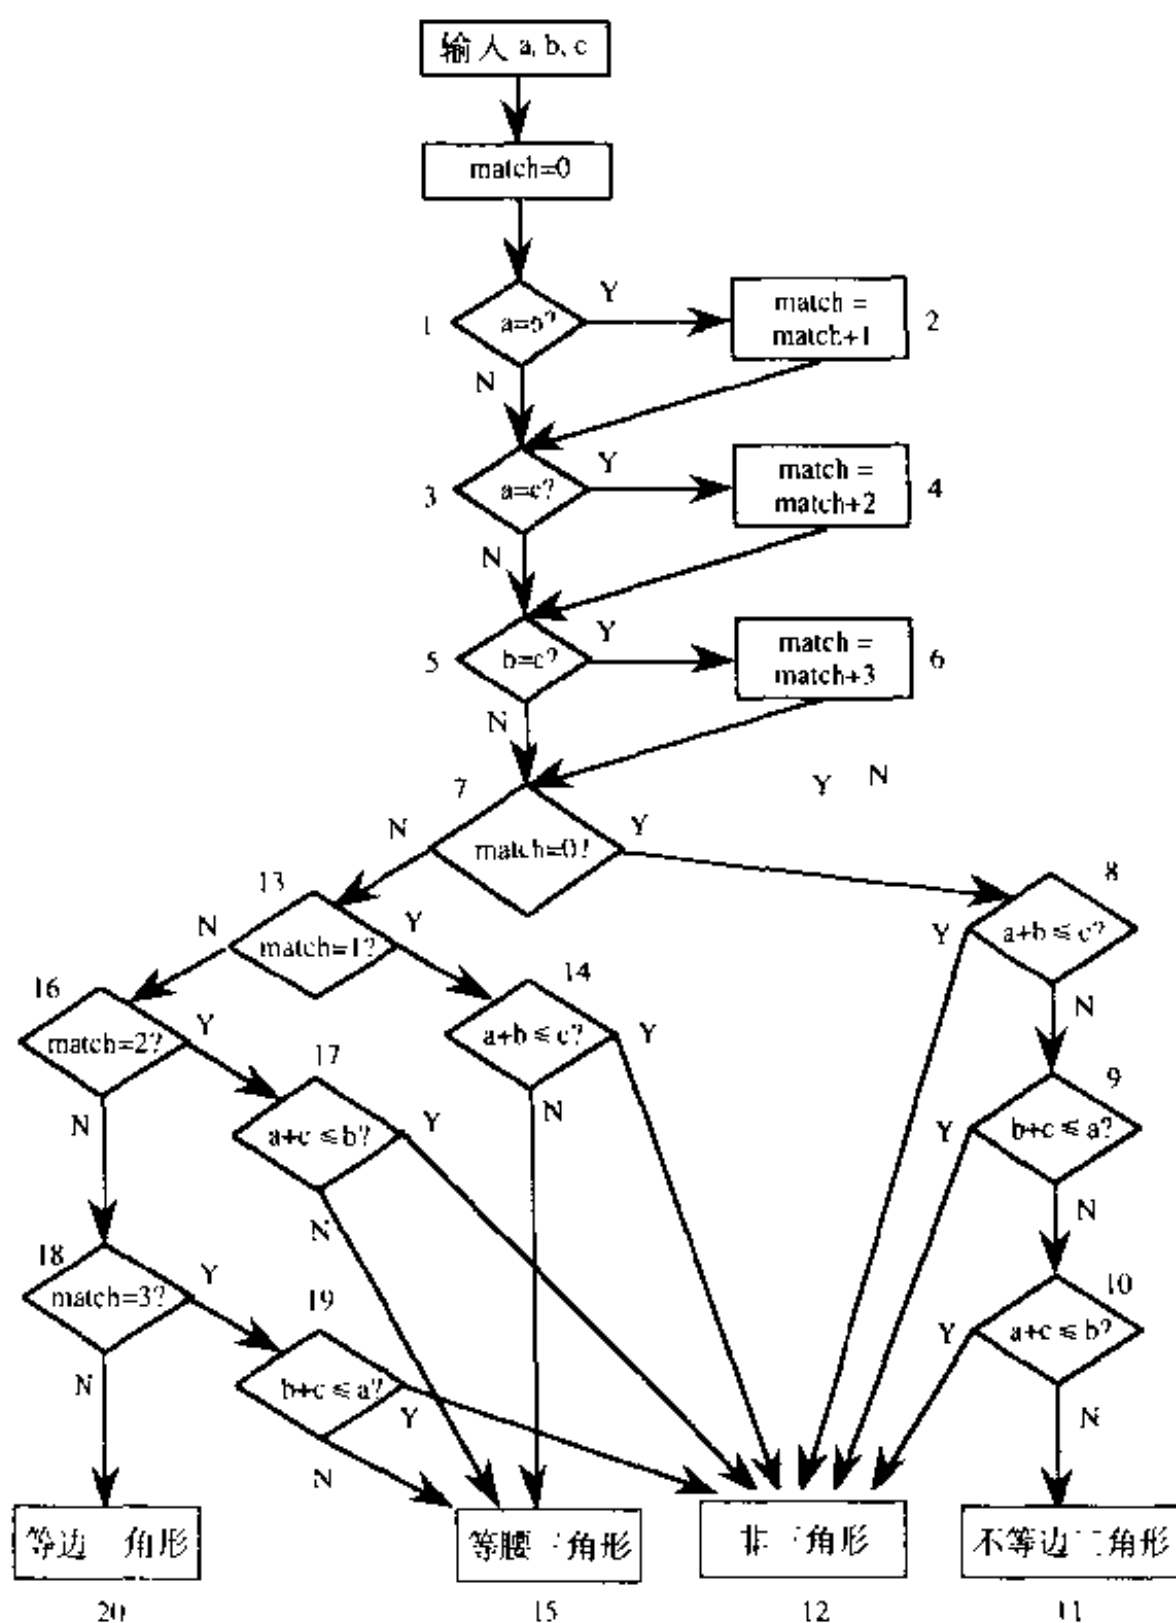 输入 a, b, c
match=0
1
a=b?
Y
match =
match+1
2
N
3
a=c?
Y
match =
match+2
4
N
5
b=c?
Y
match =
match+3
6
N
Y N
7
N
match=0?
Y
13
8
N
match=1?
Y
Y
a+b≤c?
16
14
N
match=2?
Y
17
a+b≤c?
Y
9
N
a+c≤b?
Y
N
Y
b+c≤a?
N
N
18
match=3?
Y
19
10
Y
a+c≤b?
N
b+c≤a?
Y
N
N
等边 角形
等腰三角形
非三角形
不等边三角形
20
15
12
11